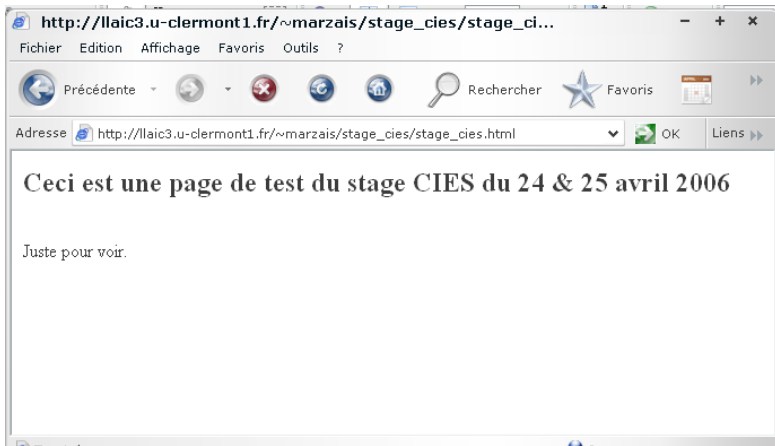 http://llaic3.u-clermont1.fr/~marzais/stage_cies/stage_ci...
Fichier Edition Affichage Favoris Outils ?
Précédente Rechercher Favoris
Adresse http://llaic3.u-clermont1.fr/~marzais/stage_cies/stage_cies.html OK Liens
Ceci est une page de test du stage CIES du 24 & 25 avril 2006
Juste pour voir.